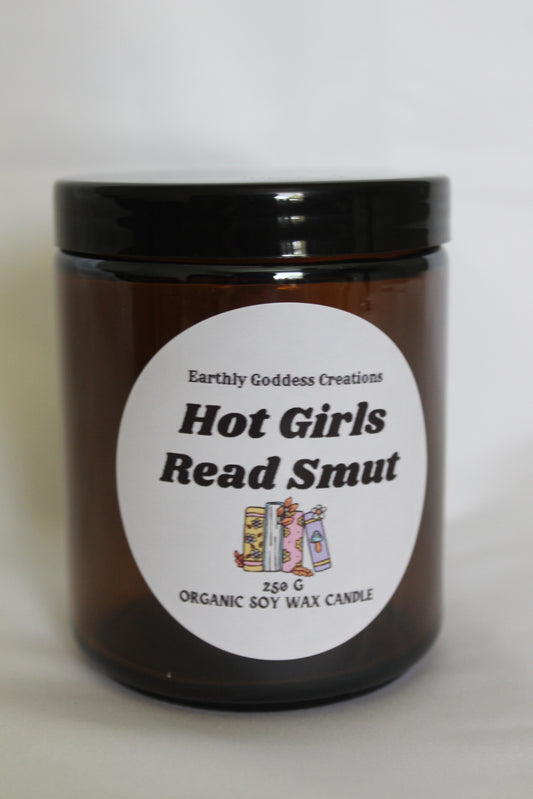 Earthly Goddess Creations
Hot Girls
Read Smut
250 G
ORGANIC SOY WAX CANDLE